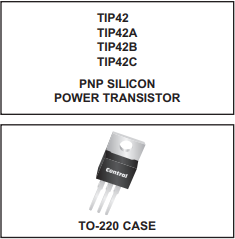 TIP42
TIP42A
TIP42B
TIP42C
PNP SILICON
POWER TRANSISTOR
Central
TO-220 CASE